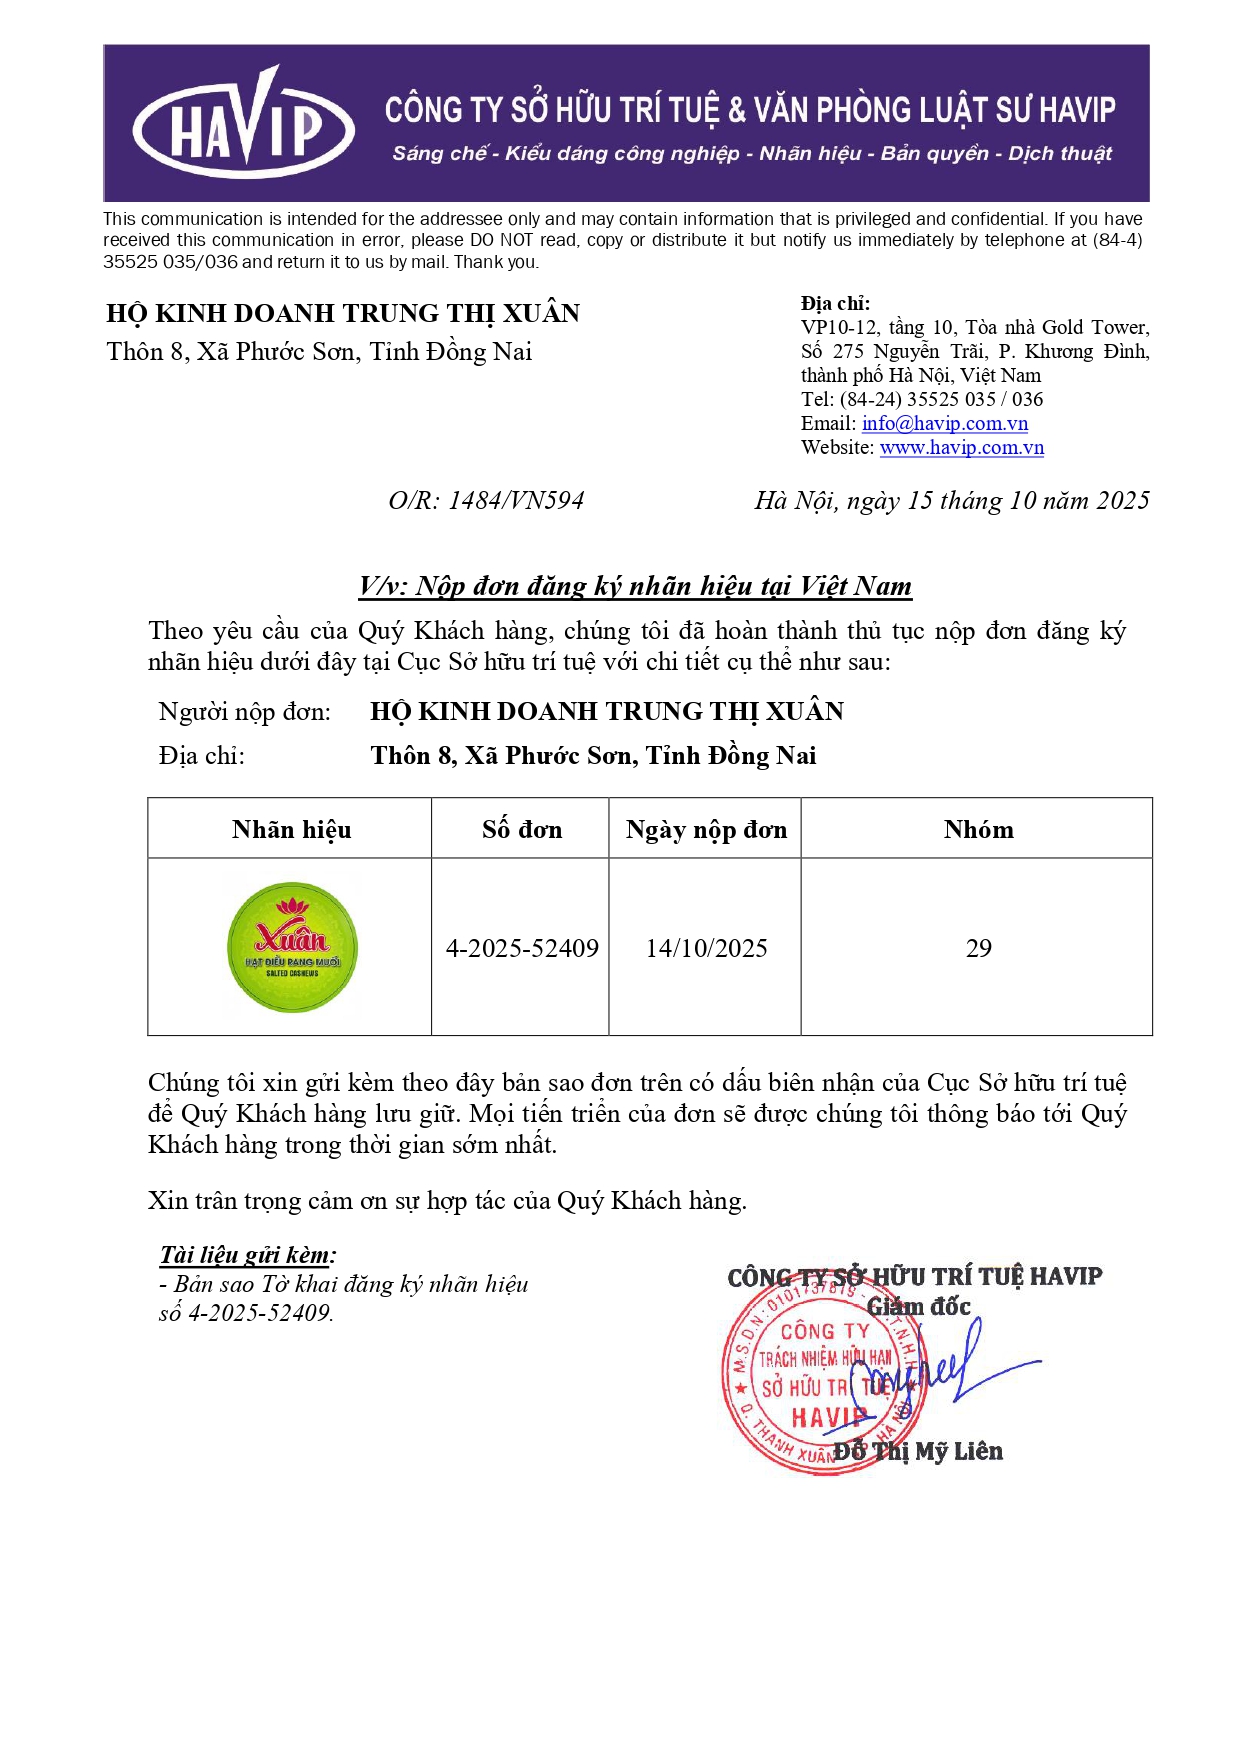 HAVIP
CÔNG TY SỞ HỮU TRÍ TUỆ & VĂN PHÒNG LUẬT SƯ HAVIP
Sáng chế - Kiểu dáng công nghiệp - Nhãn hiệu - Bản quyền - Dịch thuật
This communication is intended for the addressee only and may contain information that is privileged and confidential. If you have
received this communication in error, please DO NOT read, copy or distribute it but notify us immediately by telephone at (84-4)
35525 035/036 and return it to us by mail. Thank you.
HỘ KINH DOANH TRUNG THỊ XUÂN
Thôn 8, Xã Phước Sơn, Tỉnh Đồng Nai
Địa chỉ:
VP10-12, tầng 10, Tòa nhà Gold Tower,
Số 275 Nguyễn Trãi, P. Khương Đình,
thành phố Hà Nội, Việt Nam
Tel: (84-24) 35525 035 / 036
Email: info@havip.com.vn
Website: www.havip.com.vn
O/R: 1484/VN594
Hà Nội, ngày 15 tháng 10 năm 2025
V/v: Nộp đơn đăng ký nhãn hiệu tại Việt Nam
Theo yêu cầu của Quý Khách hàng, chúng tôi đã hoàn thành thủ tục nộp đơn đăng ký
nhãn hiệu dưới đây tại Cục Sở hữu trí tuệ với chi tiết cụ thể như sau:
Người nộp đơn: HỘ KINH DOANH TRUNG THỊ XUÂN
Địa chỉ: Thôn 8, Xã Phước Sơn, Tỉnh Đồng Nai
Nhãn hiệu Số đơn Ngày nộp đơn Nhóm
Xuân
HẠT ĐIỀU RANG MUỐI
SALTED CASHEWS
4-2025-52409 14/10/2025 29
Chúng tôi xin gửi kèm theo đây bản sao đơn trên có dấu biên nhận của Cục Sở hữu trí tuệ
để Quý Khách hàng lưu giữ. Mọi tiến triển của đơn sẽ được chúng tôi thông báo tới Quý
Khách hàng trong thời gian sớm nhất.
Xin trân trọng cảm ơn sự hợp tác của Quý Khách hàng.
Tài liệu gửi kèm:
- Bản sao Tờ khai đăng ký nhãn hiệu
số 4-2025-52409.
CÔNG TY SỞ HỮU TRÍ TUỆ HAVIP
Giám đốc
M.S.D.N: 0101737819 - C.T.T.N.H.H
CÔNG TY
TRÁCH NHIỆM HỮU HẠN
SỞ HỮU TRÍ TUỆ
HAVIP
Q. THANH XUÂN - TP. HÀ NỘI
Đỗ Thị Mỹ Liên